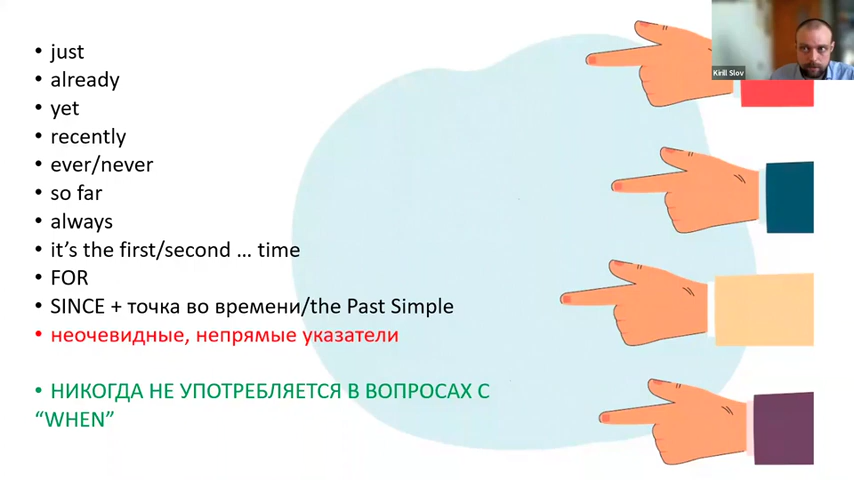 • just
• already
• yet
• recently
• ever/never
• so far
• always
• it’s the first/second … time
• FOR
• SINCE + точка во времени/the Past Simple
• неочевидные, непрямые указатели
• НИКОГДА НЕ УПОТРЕБЛЯЕТСЯ В ВОПРОСАХ С
“WHEN”
Kirill Slov